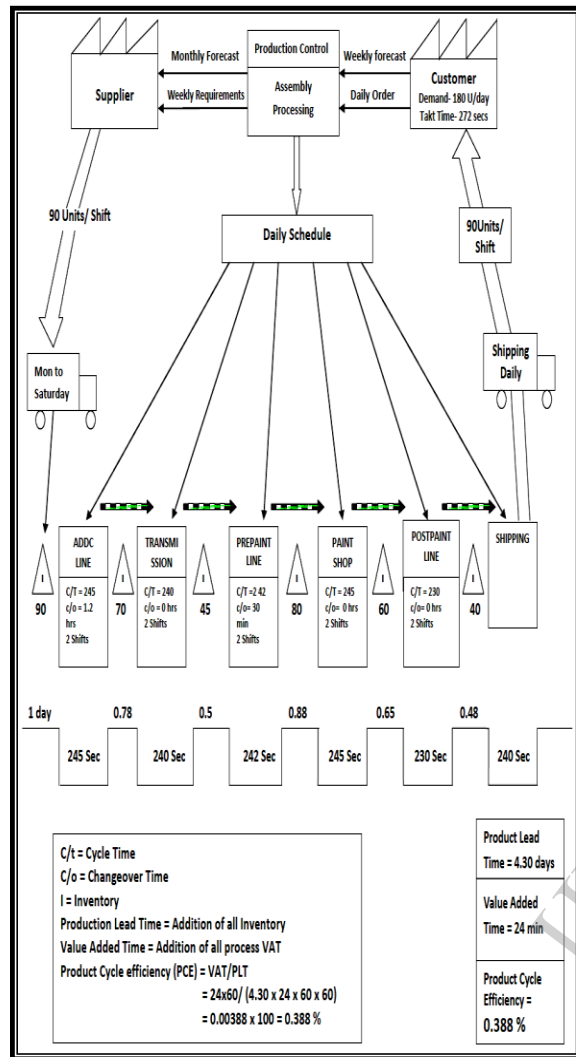 Supplier
Monthly Forecast
Weekly Requirements
Production Control
Assembly
Processing
Weekly forecast
Daily Order
Customer
Demand- 180 U/day
Takt Time- 272 secs
90 Units/ Shift
Daily Schedule
90Units/
Shift
Mon to
Saturday
Shipping
Daily
I
90
ADDC
LINE
C/T = 245
c/o = 1.2
hrs
2 Shifts
I
70
TRANSMI
SSION
C/T = 240
c/o = 0 hrs
2 Shifts
I
45
PREPAINT
LINE
C/T =2 42
c/o= 30
min
2 Shifts
I
80
PAINT
SHOP
C/T = 245
c/o= 0 hrs
2 Shifts
I
60
POSTPAINT
LINE
C/T = 230
c/o= 0 hrs
2 Shifts
I
40
SHIPPING
1 day 0.78 0.5 0.88 0.65 0.48
245 Sec 240 Sec 242 Sec 245 Sec 230 Sec 240 Sec
C/t = Cycle Time
C/o = Changeover Time
I = Inventory
Production Lead Time = Addition of all Inventory
Value Added Time = Addition of all process VAT
Product Cycle efficiency (PCE) = VAT/PLT
= 24x60/ (4.30 x 24 x 60 x 60)
= 0.00388 x 100 = 0.388 %
Product Lead
Time = 4.30 days
Value Added
Time = 24 min
Product Cycle
Efficiency =
0.388 %